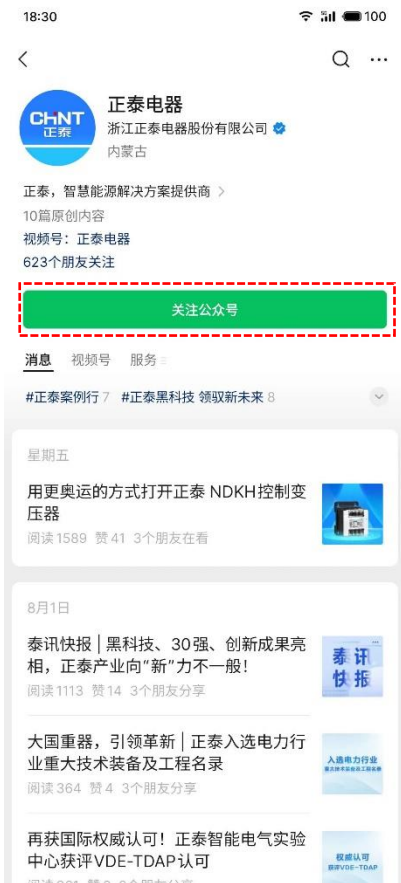 18:30
100
CHNT
正泰
正泰电器
浙江正泰电器股份有限公司
内蒙古
正泰，智慧能源解决方案提供商
10篇原创内容
视频号：正泰电器
623个朋友关注
关注公众号
消息 视频号 服务
#正泰案例行 7 #正泰黑科技 领驭新未来 8
星期五
用更奥运的方式打开正泰 NDKH控制变
压器
阅读 1589 赞 41 3个朋友在看
8月1日
泰讯快报 | 黑科技、30强、创新成果亮
相，正泰产业向“新”力不一般！
阅读 1113 赞 14 3个朋友分享
泰讯
快报
大国重器，引领革新 | 正泰入选电力行
业重大技术装备及工程名录
阅读 364 赞 4 3个朋友分享
入选电力行业
重大技术装备及工程名录
再获国际权威认可！正泰智能电气实验
中心获评VDE-TDAP认可
权威认可
获评VDE-TDAP